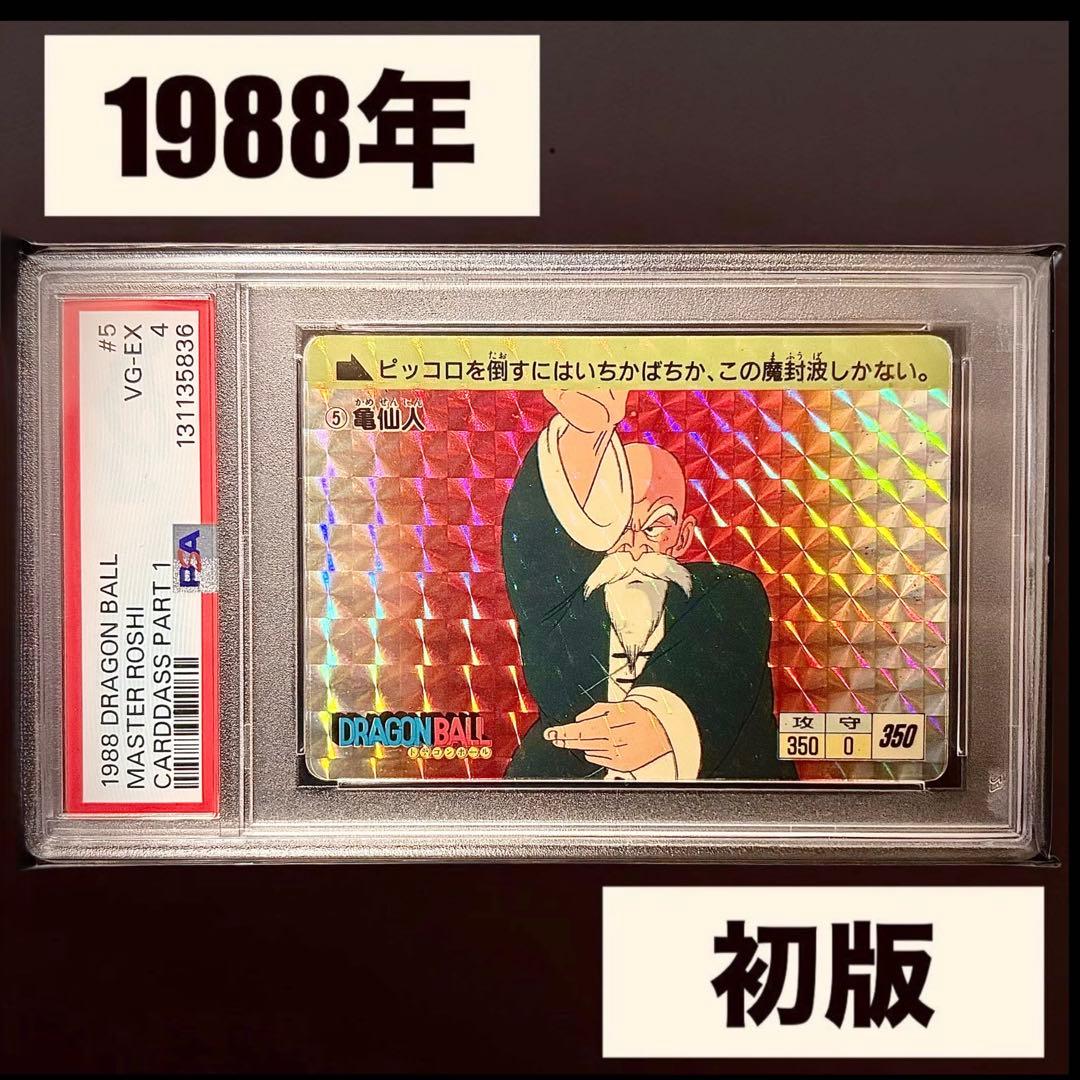 1988年
#5
VG-EX
4
131135836
1988 DRAGON BALL
MASTER ROSHI
CARDDASS PART 1
PSA
たお
まふうば
ピッコロを倒すにはいちかばちか、この魔封波しかない。
かめせんにん
⑤亀仙人
DRAGON BALL
ドラゴンボール
攻 守
350 0 350
初版